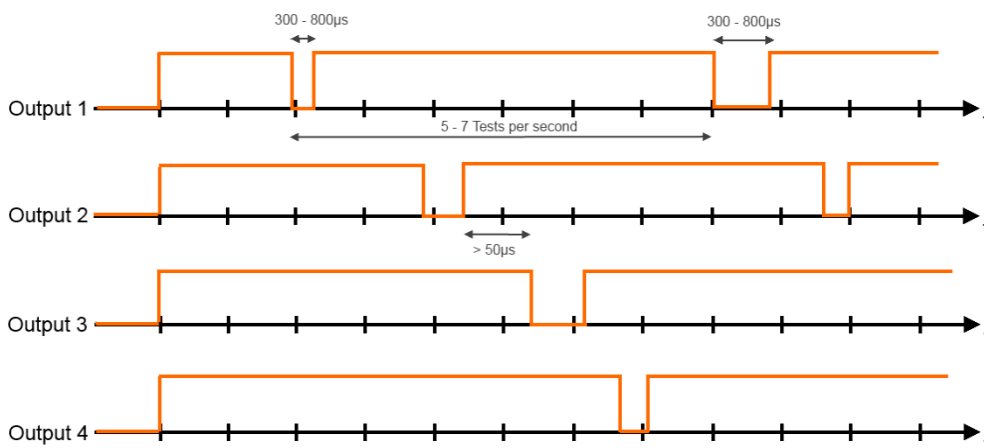 300 - 800µs
300 - 800µs
Output 1
5 - 7 Tests per second
Output 2
> 50µs
Output 3
Output 4